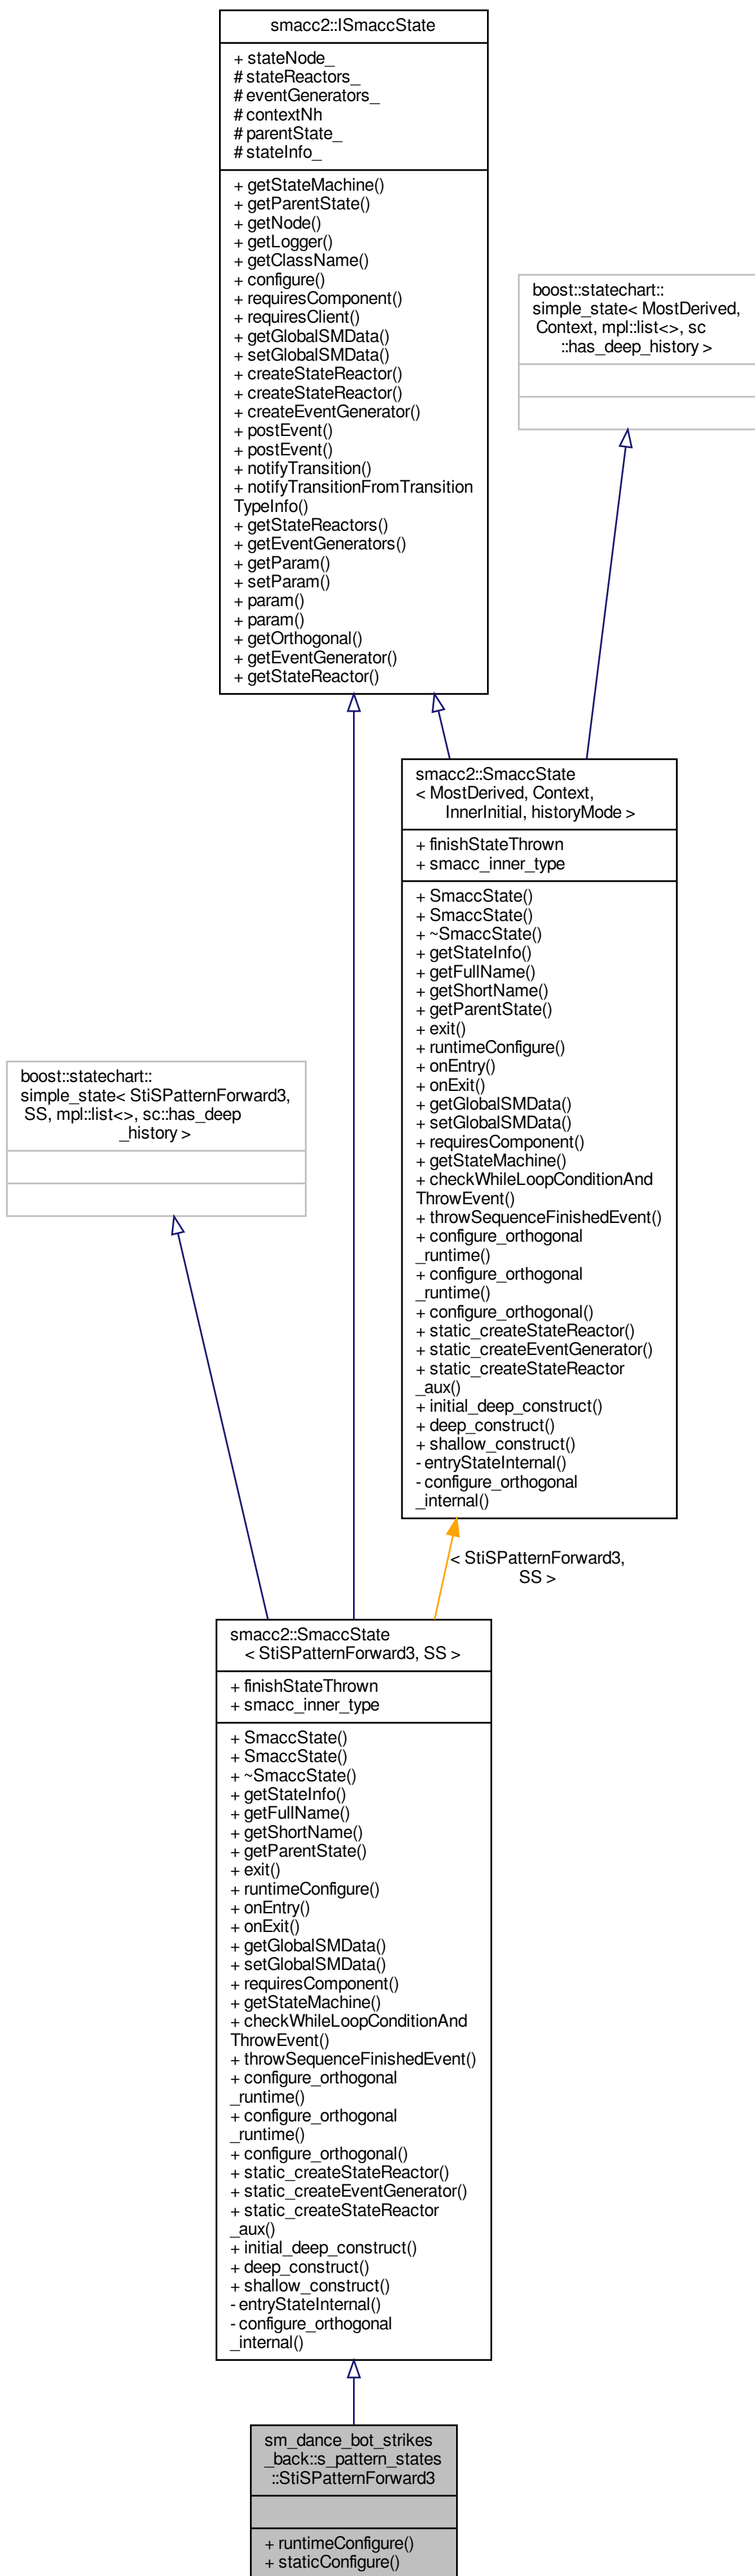 smacc2::ISmaccState
+ stateNode_
# stateReactors_
# eventGenerators_
# contextNh
# parentState_
# stateInfo_
+ getStateMachine()
+ getParentState()
+ getNode()
+ getLogger()
+ getClassName()
+ configure()
+ requiresComponent()
+ requiresClient()
+ getGlobalSMData()
+ setGlobalSMData()
+ createStateReactor()
+ createStateReactor()
+ createEventGenerator()
+ postEvent()
+ postEvent()
+ notifyTransition()
+ notifyTransitionFromTransition
TypeInfo()
+ getStateReactors()
+ getEventGenerators()
+ getParam()
+ setParam()
+ param()
+ param()
+ getOrthogonal()
+ getEventGenerator()
+ getStateReactor()
boost::statechart::
simple_state< MostDerived,
Context, mpl::list<>, sc
::has_deep_history >
smacc2::SmaccState
< MostDerived, Context,
InnerInitial, historyMode >
+ finishStateThrown
+ smacc_inner_type
+ SmaccState()
+ SmaccState()
+ ~SmaccState()
+ getStateInfo()
+ getFullName()
+ getShortName()
+ getParentState()
+ exit()
+ runtimeConfigure()
+ onEntry()
+ onExit()
+ getGlobalSMData()
+ setGlobalSMData()
+ requiresComponent()
+ getStateMachine()
+ checkWhileLoopConditionAnd
ThrowEvent()
+ throwSequenceFinishedEvent()
+ configure_orthogonal
_runtime()
+ configure_orthogonal
_runtime()
+ configure_orthogonal()
+ static_createStateReactor()
+ static_createEventGenerator()
+ static_createStateReactor
_aux()
+ initial_deep_construct()
+ deep_construct()
+ shallow_construct()
- entryStateInternal()
- configure_orthogonal
_internal()
boost::statechart::
simple_state< StiSPatternForward3,
SS, mpl::list<>, sc::has_deep
_history >
< StiSPatternForward3,
SS >
smacc2::SmaccState
< StiSPatternForward3, SS >
+ finishStateThrown
+ smacc_inner_type
+ SmaccState()
+ SmaccState()
+ ~SmaccState()
+ getStateInfo()
+ getFullName()
+ getShortName()
+ getParentState()
+ exit()
+ runtimeConfigure()
+ onEntry()
+ onExit()
+ getGlobalSMData()
+ setGlobalSMData()
+ requiresComponent()
+ getStateMachine()
+ checkWhileLoopConditionAnd
ThrowEvent()
+ throwSequenceFinishedEvent()
+ configure_orthogonal
_runtime()
+ configure_orthogonal
_runtime()
+ configure_orthogonal()
+ static_createStateReactor()
+ static_createEventGenerator()
+ static_createStateReactor
_aux()
+ initial_deep_construct()
+ deep_construct()
+ shallow_construct()
- entryStateInternal()
- configure_orthogonal
_internal()
sm_dance_bot_strikes
_back::s_pattern_states
::StiSPatternForward3
+ runtimeConfigure()
+ staticConfigure()